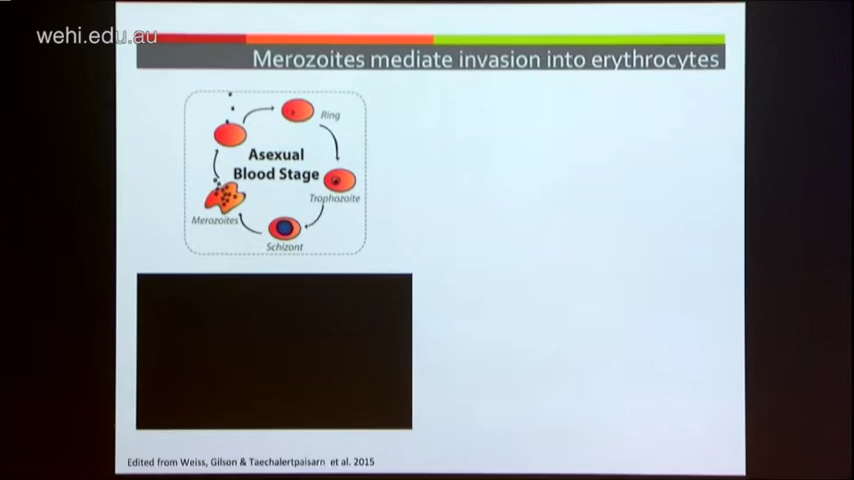 wehi.edu.au
Merozoites mediate invasion into erythrocytes
Ring
Asexual
Blood Stage
Trophozoite
Merozoites
Schizont
Edited from Weiss, Gilson & Taechalertpaisarn et al. 2015